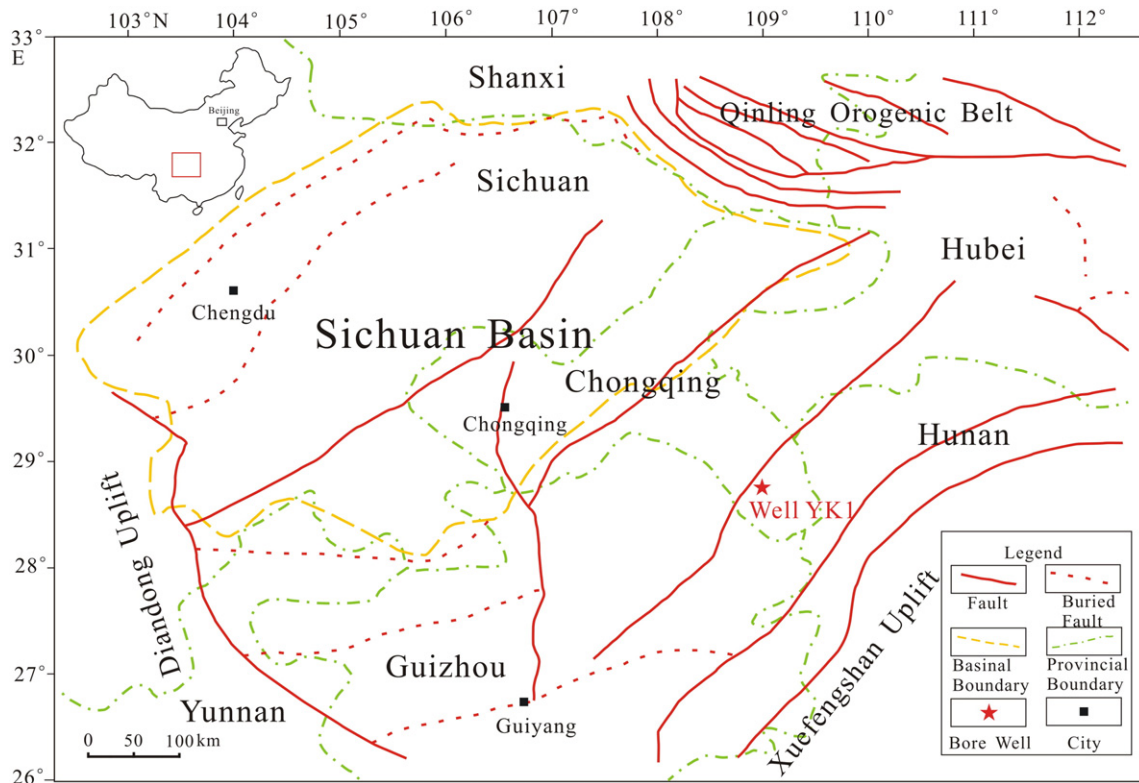 103°N 104° 105° 106° 107° 108° 109° 110° 111° 112°
33°
E
32°
31°
30°
29°
28°
27°
26°
Beijing
Shanxi
Qinling Orogenic Belt
Sichuan
Hubei
Chengdu
Sichuan Basin
Chongqing
Chongqing
Hunan
Well YK1
Diandong Uplift
Xuefengshan Uplift
Guizhou
Yunnan
Guiyang
0 50 100 km
Legend
Fault
Buried
Fault
Basinal
Boundary
Provincial
Boundary
Bore Well
City